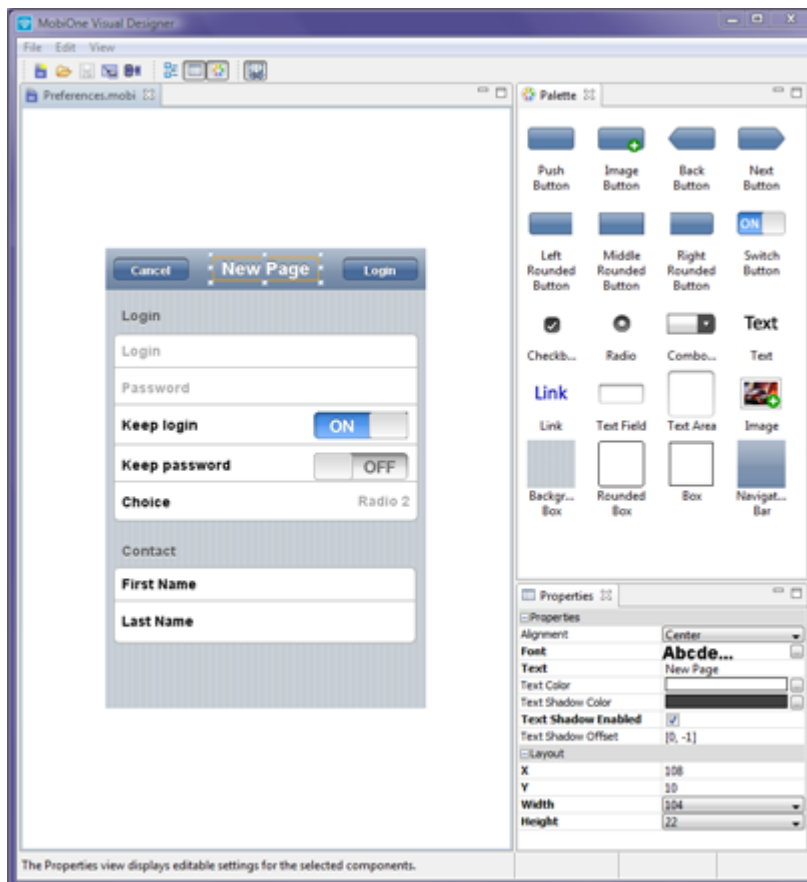 MobiOne Visual Designer
File Edit View
Preferences.mobi
Cancel New Page Login
Login
Login
Password
Keep login ON
Keep password OFF
Choice Radio 2
Contact
First Name
Last Name
Palette
Push Button
Image Button
Back Button
Next Button
ON
Left Rounded Button
Middle Rounded Button
Right Rounded Button
Switch Button
Text
Checkb... Radio Combo... Text
Link
Link Text Field Text Area Image
Backgr... Box
Rounded Box
Box
Navigat... Bar
Properties
Properties
Alignment Center
Font Abcde...
Text New Page
Text Color
Text Shadow Color
Text Shadow Enabled
Text Shadow Offset [0, -1]
Layout
X 108
Y 10
Width 104
Height 22
The Properties view displays editable settings for the selected components.